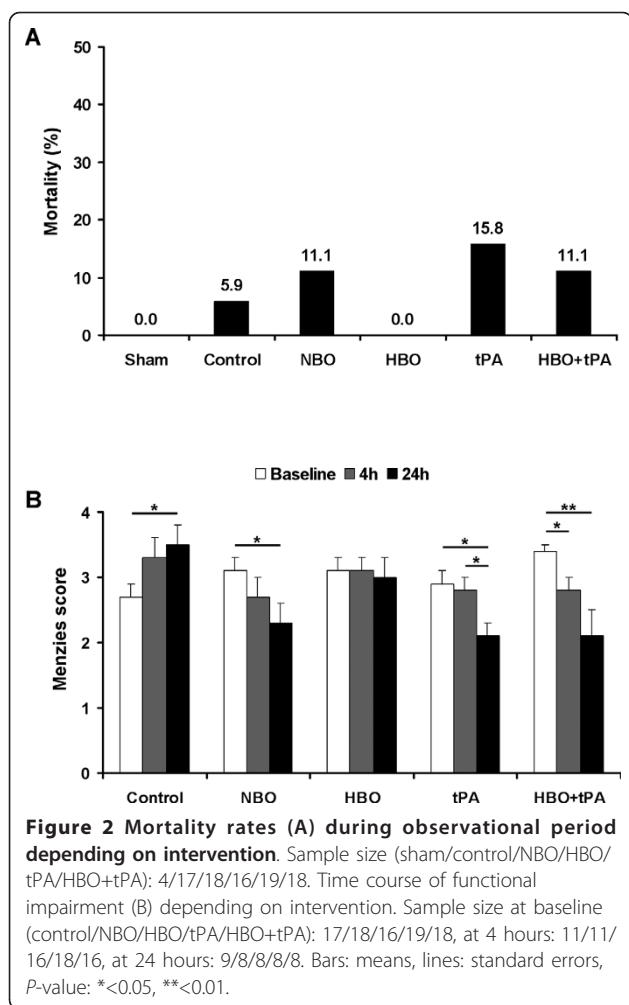 A
50
40
30
20
10
0
Mortality (%)
0.0 5.9 11.1 0.0 15.8 11.1
Sham Control NBO HBO tPA HBO+tPA
Baseline 4h 24h
B
4
3
2
1
0
Menzies score
* * * * ** *
Control NBO HBO tPA HBO+tPA
Figure 2 Mortality rates (A) during observational period
depending on intervention. Sample size (sham/control/NBO/HBO/
tPA/HBO+tPA): 4/17/18/16/19/18. Time course of functional
impairment (B) depending on intervention. Sample size at baseline
(control/NBO/HBO/tPA/HBO+tPA): 17/18/16/19/18, at 4 hours: 11/11/
16/18/16, at 24 hours: 9/8/8/8/8. Bars: means, lines: standard errors,
P-value: *<0.05, **<0.01.